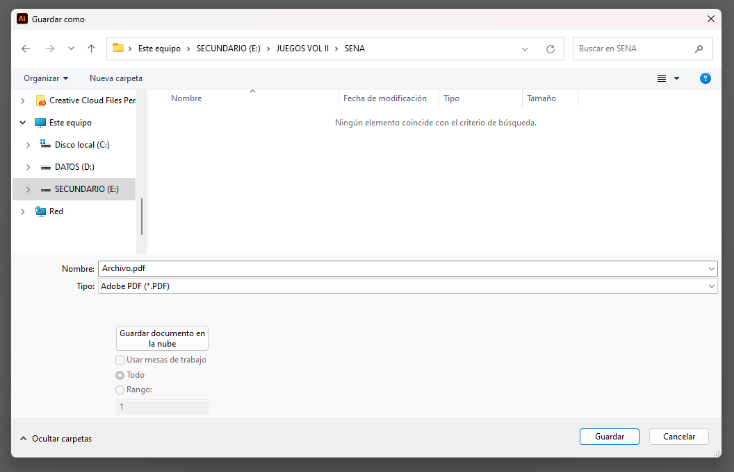 Ai Guardar como
Este equipo SECUNDARIO (E:) JUEGOS VOL II SENA
Buscar en SENA
Organizar Nueva carpeta ?
Creative Cloud Files Per
Este equipo
Disco local (C:)
DATOS (D:)
SECUNDARIO (E:)
Red
Nombre Fecha de modificación Tipo Tamaño
Ningún elemento coincide con el criterio de búsqueda.
Nombre: Archivo.pdf
Tipo: Adobe PDF (*.PDF)
Guardar documento en
la nube
Usar mesas de trabajo
Todo
Rango:
1
Ocultar carpetas
Guardar Cancelar